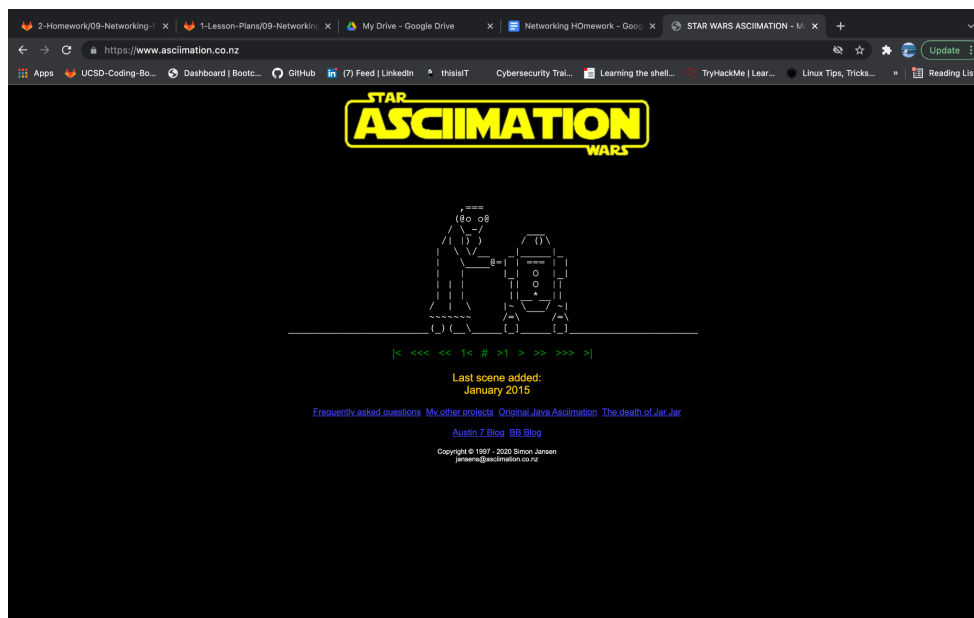 2-Homework/09-Networking-F
1-Lesson-Plans/09-Networking
My Drive - Google Drive
Networking HOmework - Goog
STAR WARS ASCIIMATION - M
https://www.asciimation.co.nz
Update
Apps
UCSD-Coding-Bo...
Dashboard | Bootc...
GitHub
(7) Feed | LinkedIn
thisisIT
Cybersecurity Trai...
Learning the shell...
TryHackMe | Lear...
Linux Tips, Tricks...
»
Reading Lis
STAR
ASCIIMATION
WARS
|< <<< << 1< # >1 > >> >>> >|
Last scene added:
January 2015
Frequently asked questions My other projects Original Java Asciimation The death of Jar Jar
Austin 7 Blog BB Blog
Copyright © 1997 - 2020 Simon Jansen
jansens@asciimation.co.nz